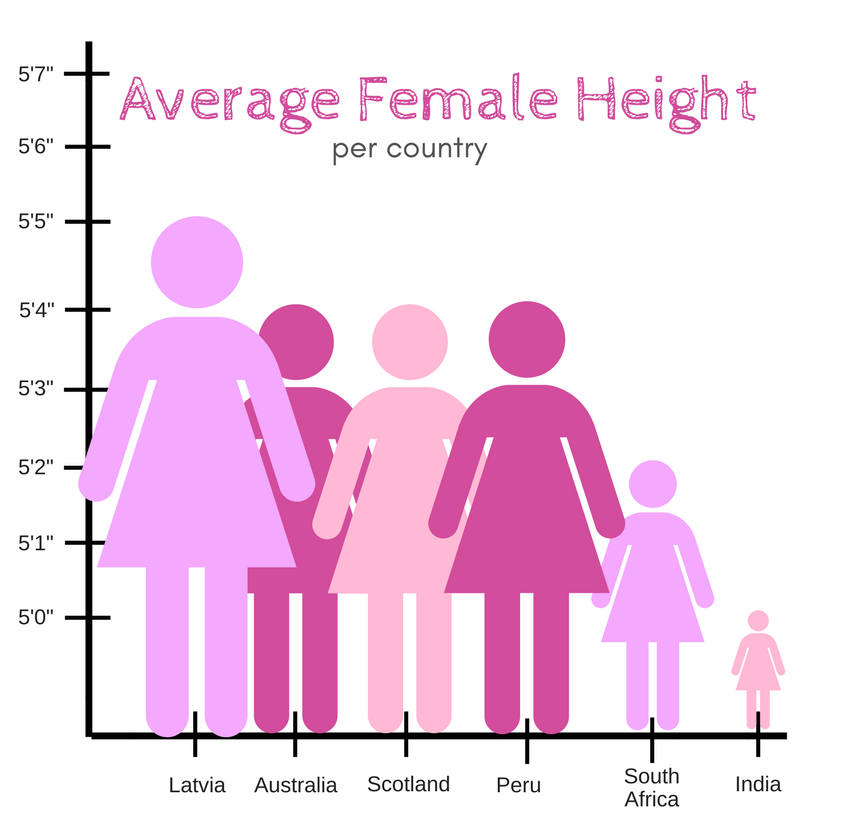 Average Female Height
per country
5'7"
5'6"
5'5"
5'4"
5'3"
5'2"
5'1"
5'0"
Latvia
Australia
Scotland
Peru
South
Africa
India